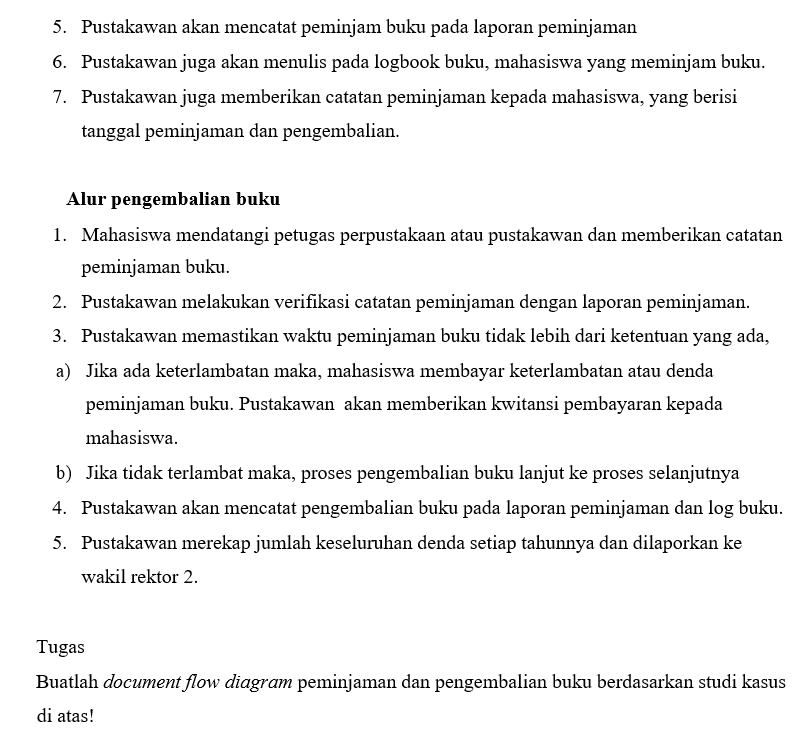 5. Pustakawan akan mencatat peminjam buku pada laporan peminjaman
6. Pustakawan juga akan menulis pada logbook buku, mahasiswa yang meminjam buku.
7. Pustakawan juga memberikan catatan peminjaman kepada mahasiswa, yang berisi
tanggal peminjaman dan pengembalian.
Alur pengembalian buku
1. Mahasiswa mendatangi petugas perpustakaan atau pustakawan dan memberikan catatan
peminjaman buku.
2. Pustakawan melakukan verifikasi catatan peminjaman dengan laporan peminjaman.
3. Pustakawan memastikan waktu peminjaman buku tidak lebih dari ketentuan yang ada,
a) Jika ada keterlambatan maka, mahasiswa membayar keterlambatan atau denda
peminjaman buku. Pustakawan akan memberikan kwitansi pembayaran kepada
mahasiswa.
b) Jika tidak terlambat maka, proses pengembalian buku lanjut ke proses selanjutnya
4. Pustakawan akan mencatat pengembalian buku pada laporan peminjaman dan log buku.
5. Pustakawan merekap jumlah keseluruhan denda setiap tahunnya dan dilaporkan ke
wakil rektor 2.
Tugas
Buatlah document flow diagram peminjaman dan pengembalian buku berdasarkan studi kasus
di atas!